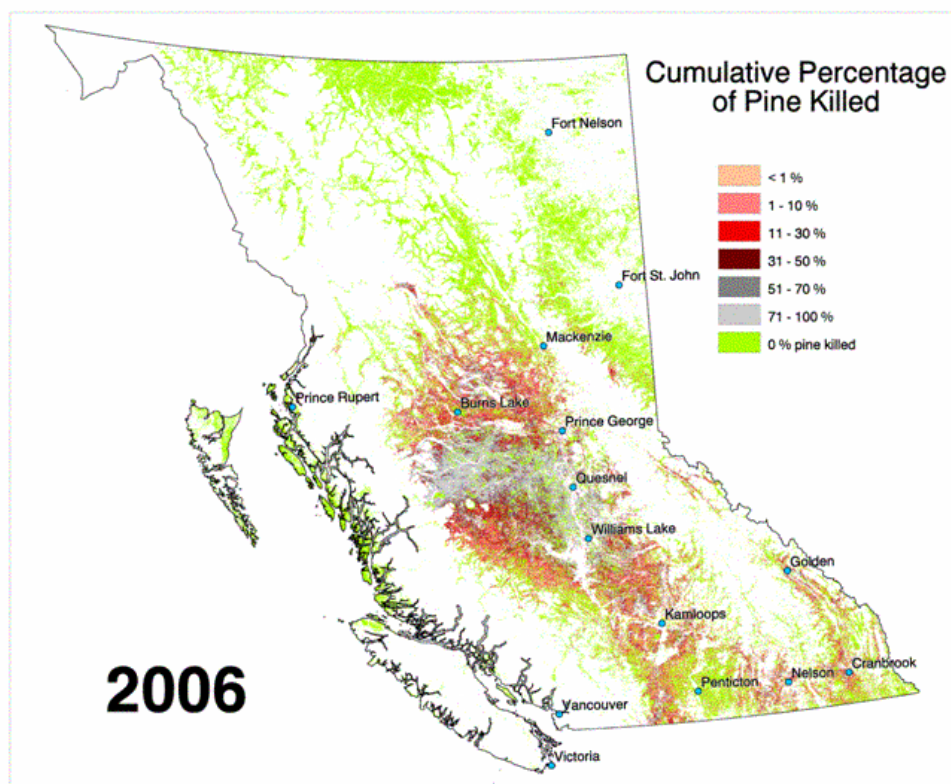 Cumulative Percentage
of Pine Killed
Fort Nelson
< 1 %
1 - 10 %
11 - 30 %
31 - 50 %
51 - 70 %
71 - 100 %
0 % pine killed
Fort St. John
Mackenzie
Prince Rupert
Burns Lake
Prince George
Quesnel
Williams Lake
Golden
Kamloops
Cranbrook
Nelson
Penticton
2006
Vancouver
Victoria